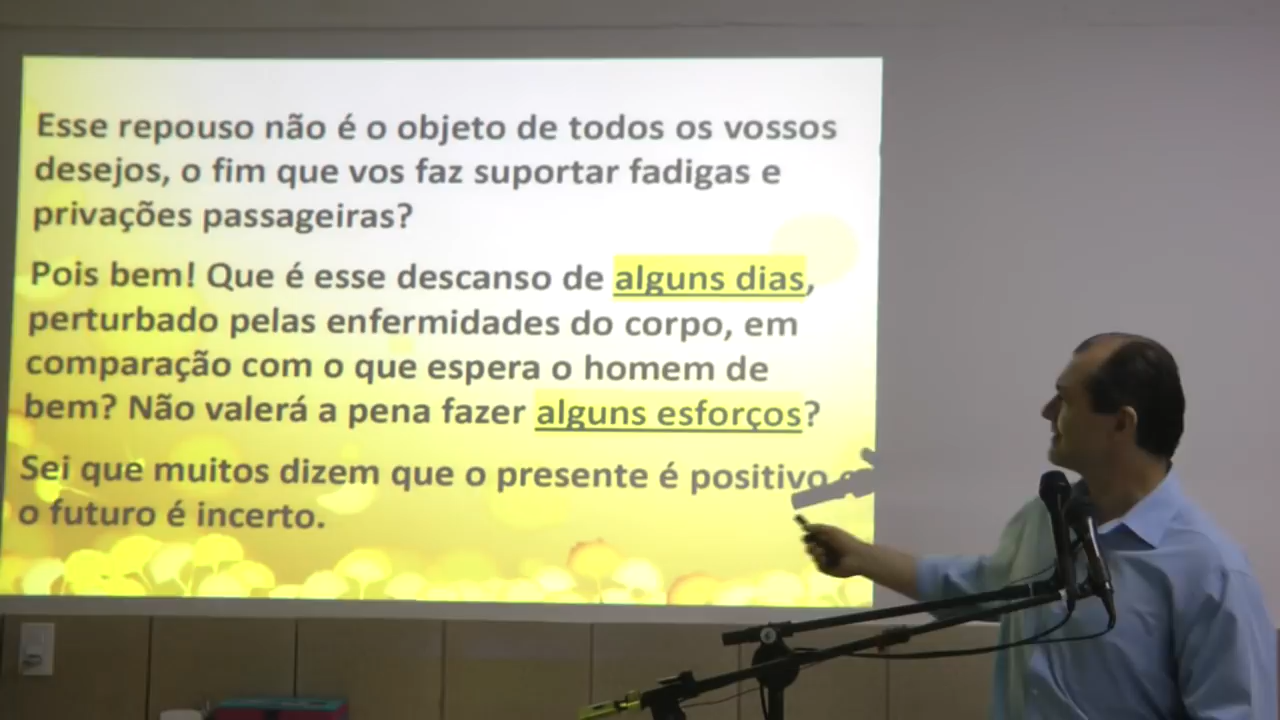 Esse repouso não é o objeto de todos os vossos
desejos, o fim que vos faz suportar fadigas e
privações passageiras?
Pois bem! Que é esse descanso de alguns dias,
perturbado pelas enfermidades do corpo, em
comparação com o que espera o homem de
bem? Não valerá a pena fazer alguns esforços?
Sei que muitos dizem que o presente é positivo
o futuro é incerto.